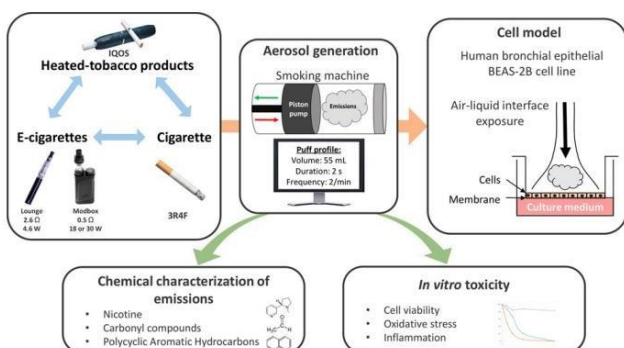 IQOS
Heated-tobacco products
E-cigarettes
Cigarette
Lounge
2.6 Ω
4.6 W
Modbox
0.5 Ω
18 or 30 W
3R4F
Aerosol generation
Smoking machine
Piston
pump
Emissions
Puff profile:
Volume: 55 mL
Duration: 2 s
Frequency: 2/min
Cell model
Human bronchial epithelial
BEAS-2B cell line
Air-liquid interface
exposure
Cells
Membrane
Culture medium
Chemical characterization of
emissions
• Nicotine
• Carbonyl compounds
• Polycyclic Aromatic Hydrocarbons
H₃C
O
H
In vitro toxicity
• Cell viability
• Oxidative stress
• Inflammation